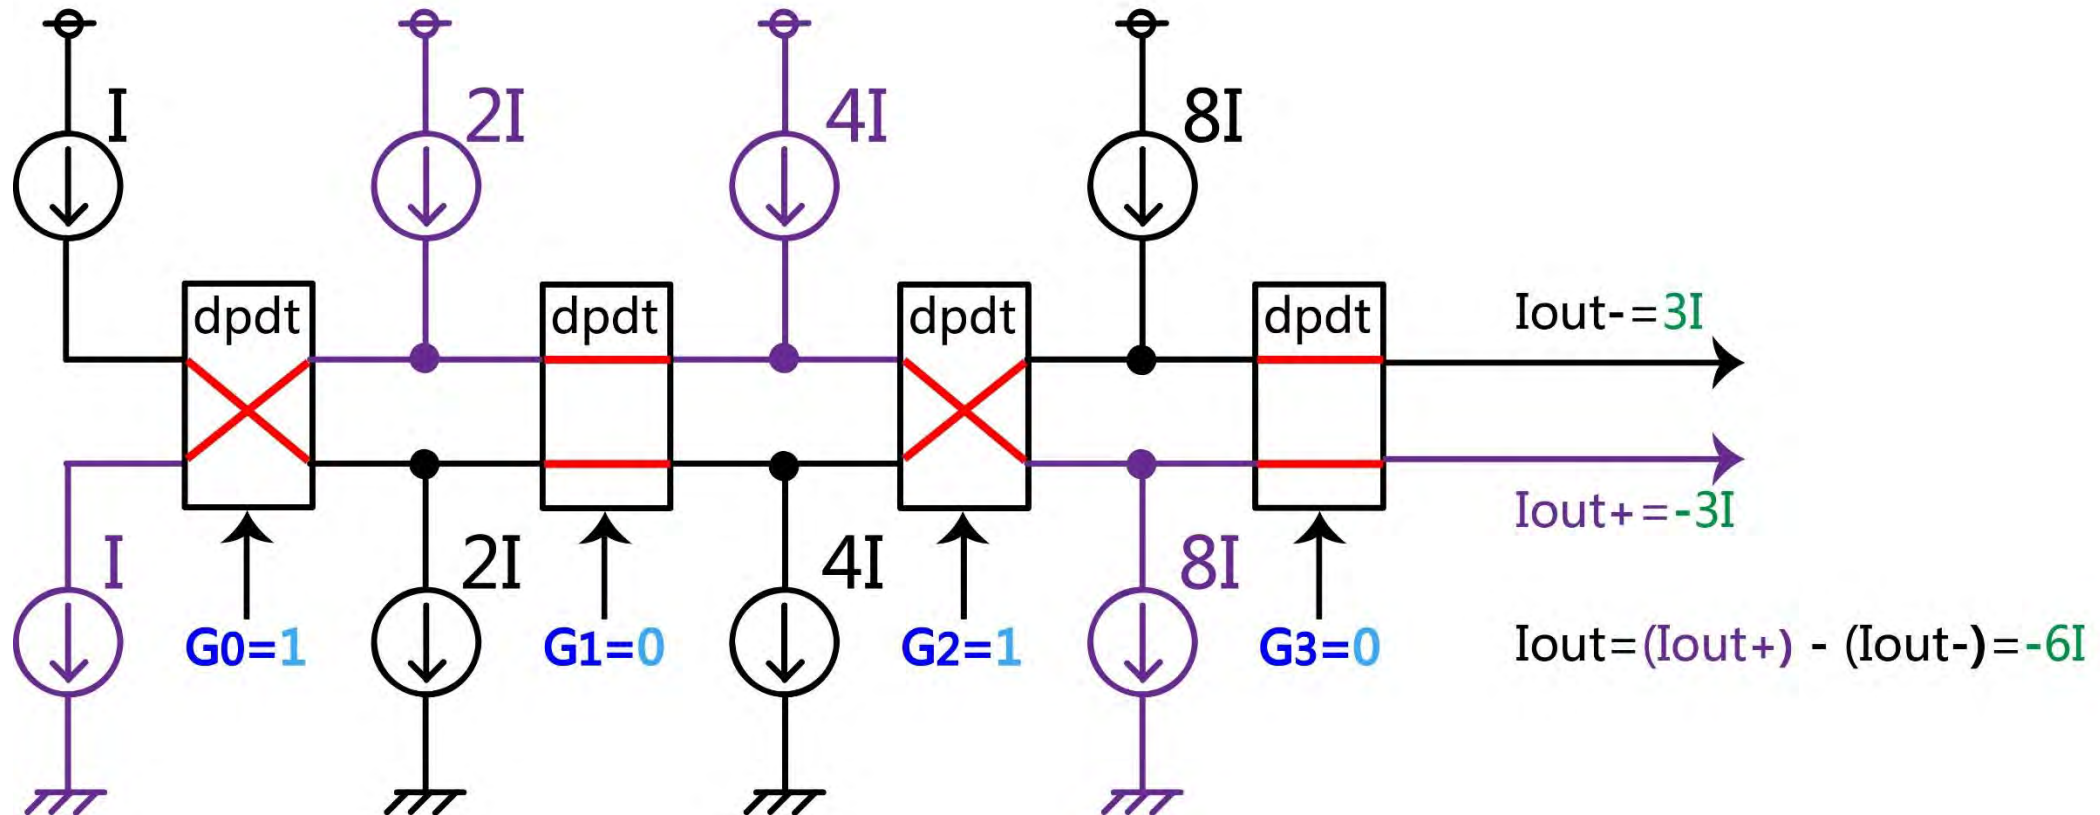 I
2I
4I
8I
dpdt
dpdt
dpdt
dpdt
Iout-=3I
Iout+=-3I
I
2I
4I
8I
G0=1
G1=0
G2=1
G3=0
Iout=(Iout+) - (Iout-)=-6I